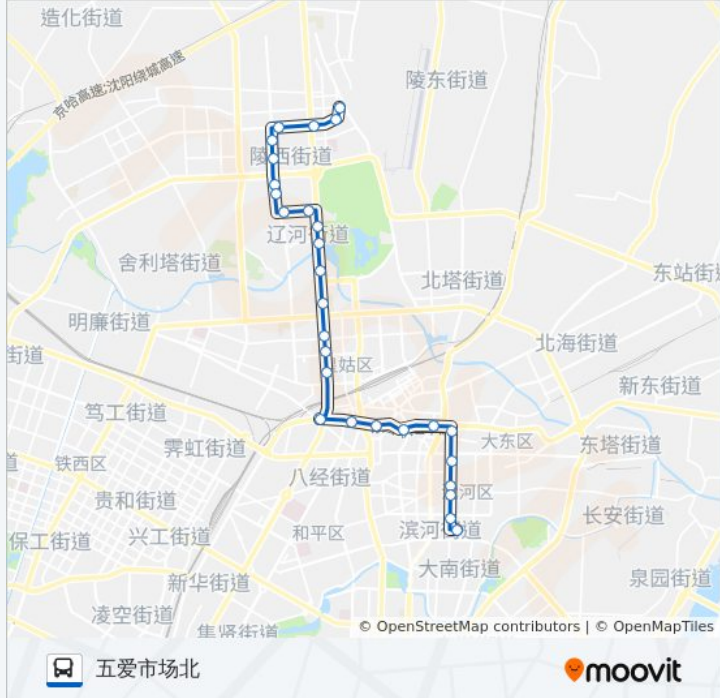 造化街道
京哈高速;沈阳绕城高速
陵东街道
陵西街道
辽河街道
舍利塔街道
北塔街道
东站街道
明廉街道
街道
北海街道
姑区
新东街道
笃工街道
霁虹街道
大东区
东塔街道
道
铁西区
八经街道
河区
贵和街道
长安街道
兴工街道
和平区
滨河街道
保工街道
大南街道
新华街道
泉园街道
凌空街道
集贤街道
© OpenStreetMap contributors | © OpenMapTiles
五爱市场北
moovit